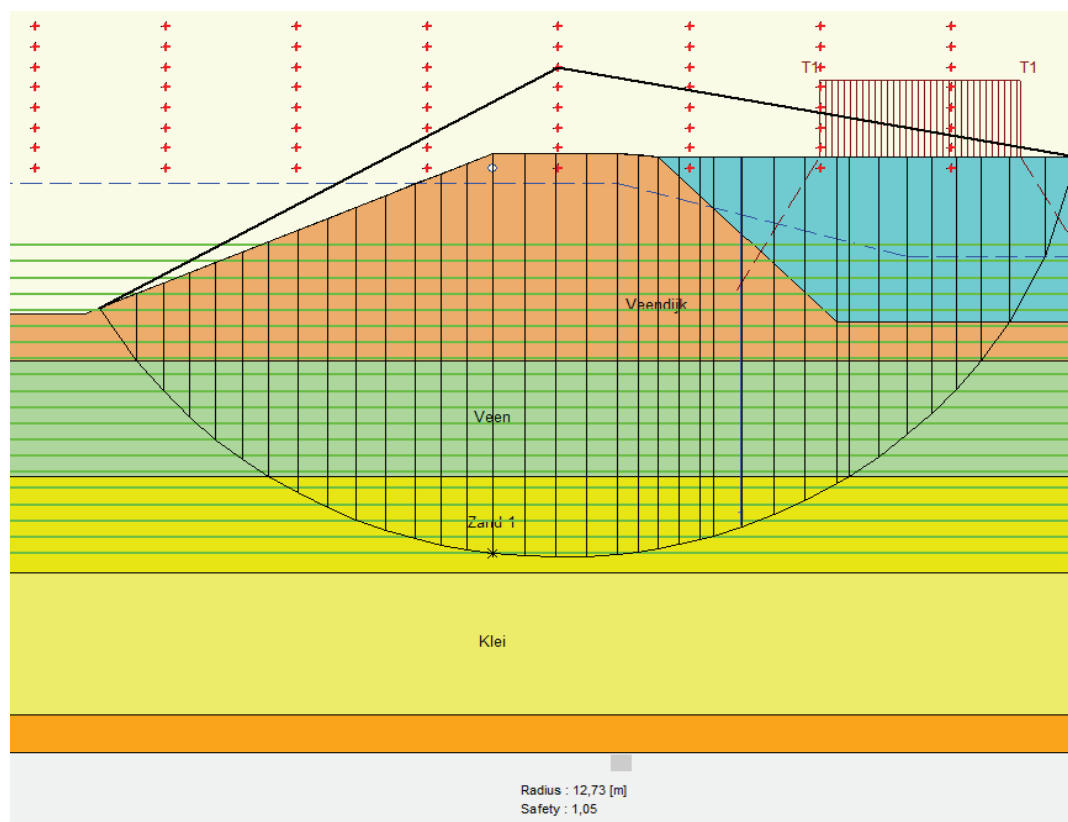 T1 T1
Veendijk
Veen
Zand 1
Klei
Radius : 12,73 [m]
Safety : 1,05